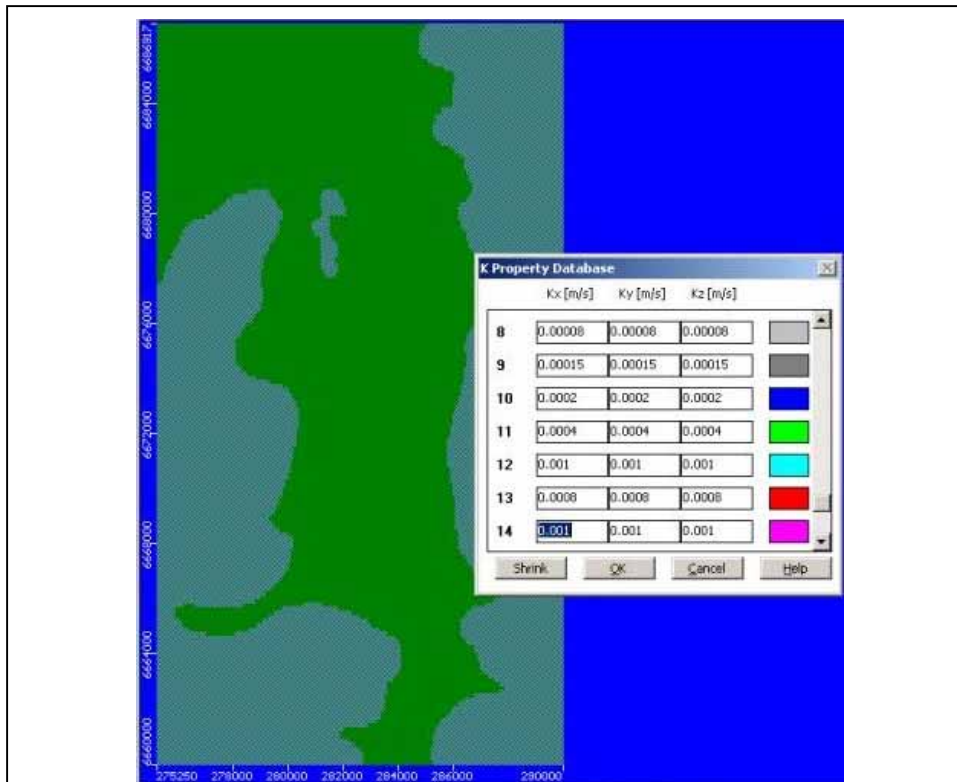 6686917
6684000
6680000
6676000
6672000
6668000
6664000
6660000
K Property Database
Kx [m/s] Ky [m/s] Kz [m/s]
8 0.00008 0.00008 0.00008
9 0.00015 0.00015 0.00015
10 0.0002 0.0002 0.0002
11 0.0004 0.0004 0.0004
12 0.001 0.001 0.001
13 0.0008 0.0008 0.0008
14 0.001 0.001 0.001
Shrink OK Cancel Help
275250 278000 280000 282000 284000 286000 290000